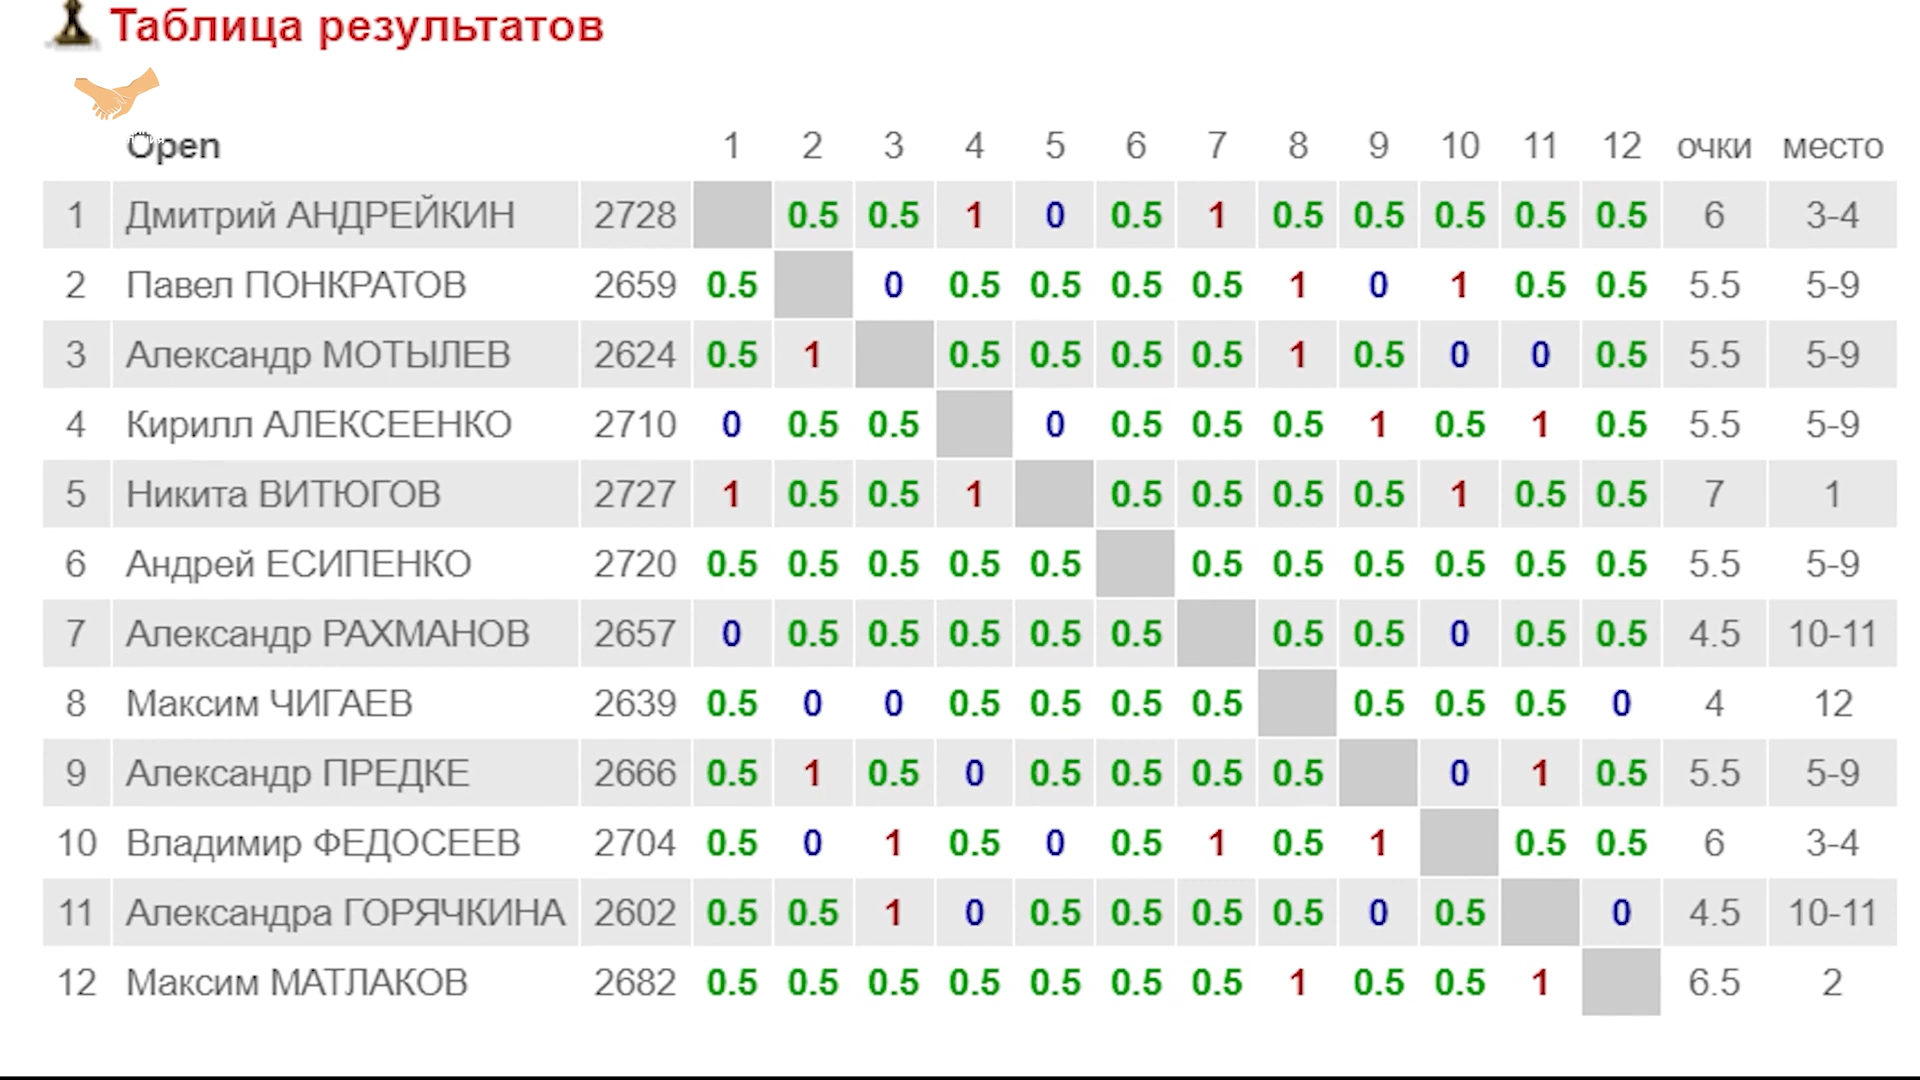 Таблица результатов
Open 1 2 3 4 5 6 7 8 9 10 11 12 очки место
1 Дмитрий АНДРЕЙКИН 2728 0.5 0.5 1 0 0.5 1 0.5 0.5 0.5 0.5 0.5 6 3-4
2 Павел ПОНКРАТОВ 2659 0.5 0 0.5 0.5 0.5 0.5 1 0 1 0.5 0.5 5.5 5-9
3 Александр МОТЫЛЕВ 2624 0.5 1 0.5 0.5 0.5 0.5 1 0.5 0 0 0.5 5.5 5-9
4 Кирилл АЛЕКСЕЕНКО 2710 0 0.5 0.5 0 0.5 0.5 0.5 1 0.5 1 0.5 5.5 5-9
5 Никита ВИТЮГОВ 2727 1 0.5 0.5 1 0.5 0.5 0.5 0.5 1 0.5 0.5 7 1
6 Андрей ЕСИПЕНКО 2720 0.5 0.5 0.5 0.5 0.5 0.5 0.5 0.5 0.5 0.5 0.5 5.5 5-9
7 Александр РАХМАНОВ 2657 0 0.5 0.5 0.5 0.5 0.5 0.5 0.5 0 0.5 0.5 4.5 10-11
8 Максим ЧИГАЕВ 2639 0.5 0 0 0.5 0.5 0.5 0.5 0.5 0.5 0.5 0 4 12
9 Александр ПРЕДКЕ 2666 0.5 1 0.5 0 0.5 0.5 0.5 0.5 0 1 0.5 5.5 5-9
10 Владимир ФЕДОСЕЕВ 2704 0.5 0 1 0.5 0 0.5 1 0.5 1 0.5 0.5 6 3-4
11 Александра ГОРЯЧКИНА 2602 0.5 0.5 1 0 0.5 0.5 0.5 0.5 0 0.5 0 4.5 10-11
12 Максим МАТЛАКОВ 2682 0.5 0.5 0.5 0.5 0.5 0.5 0.5 1 0.5 0.5 1 6.5 2